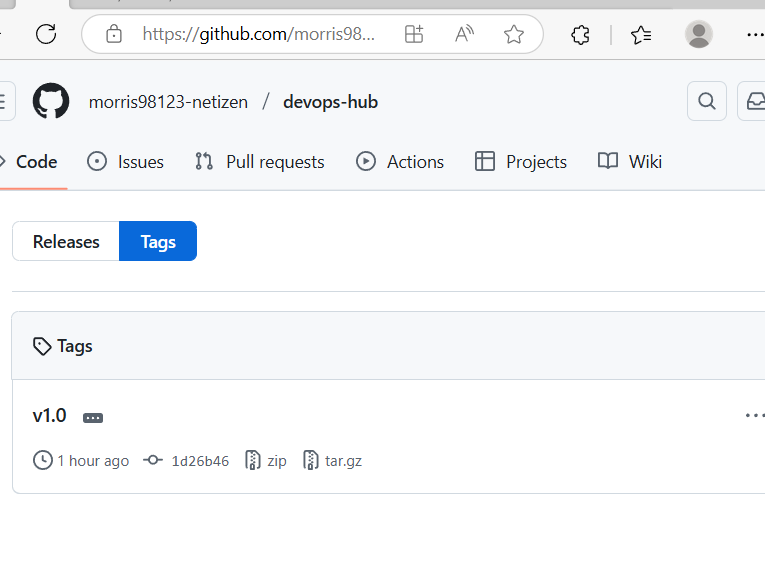 https://github.com/morris98...
morris98123-netizen / devops-hub
Code Issues Pull requests Actions Projects Wiki
Releases Tags
Tags
v1.0
1 hour ago 1d26b46 zip tar.gz